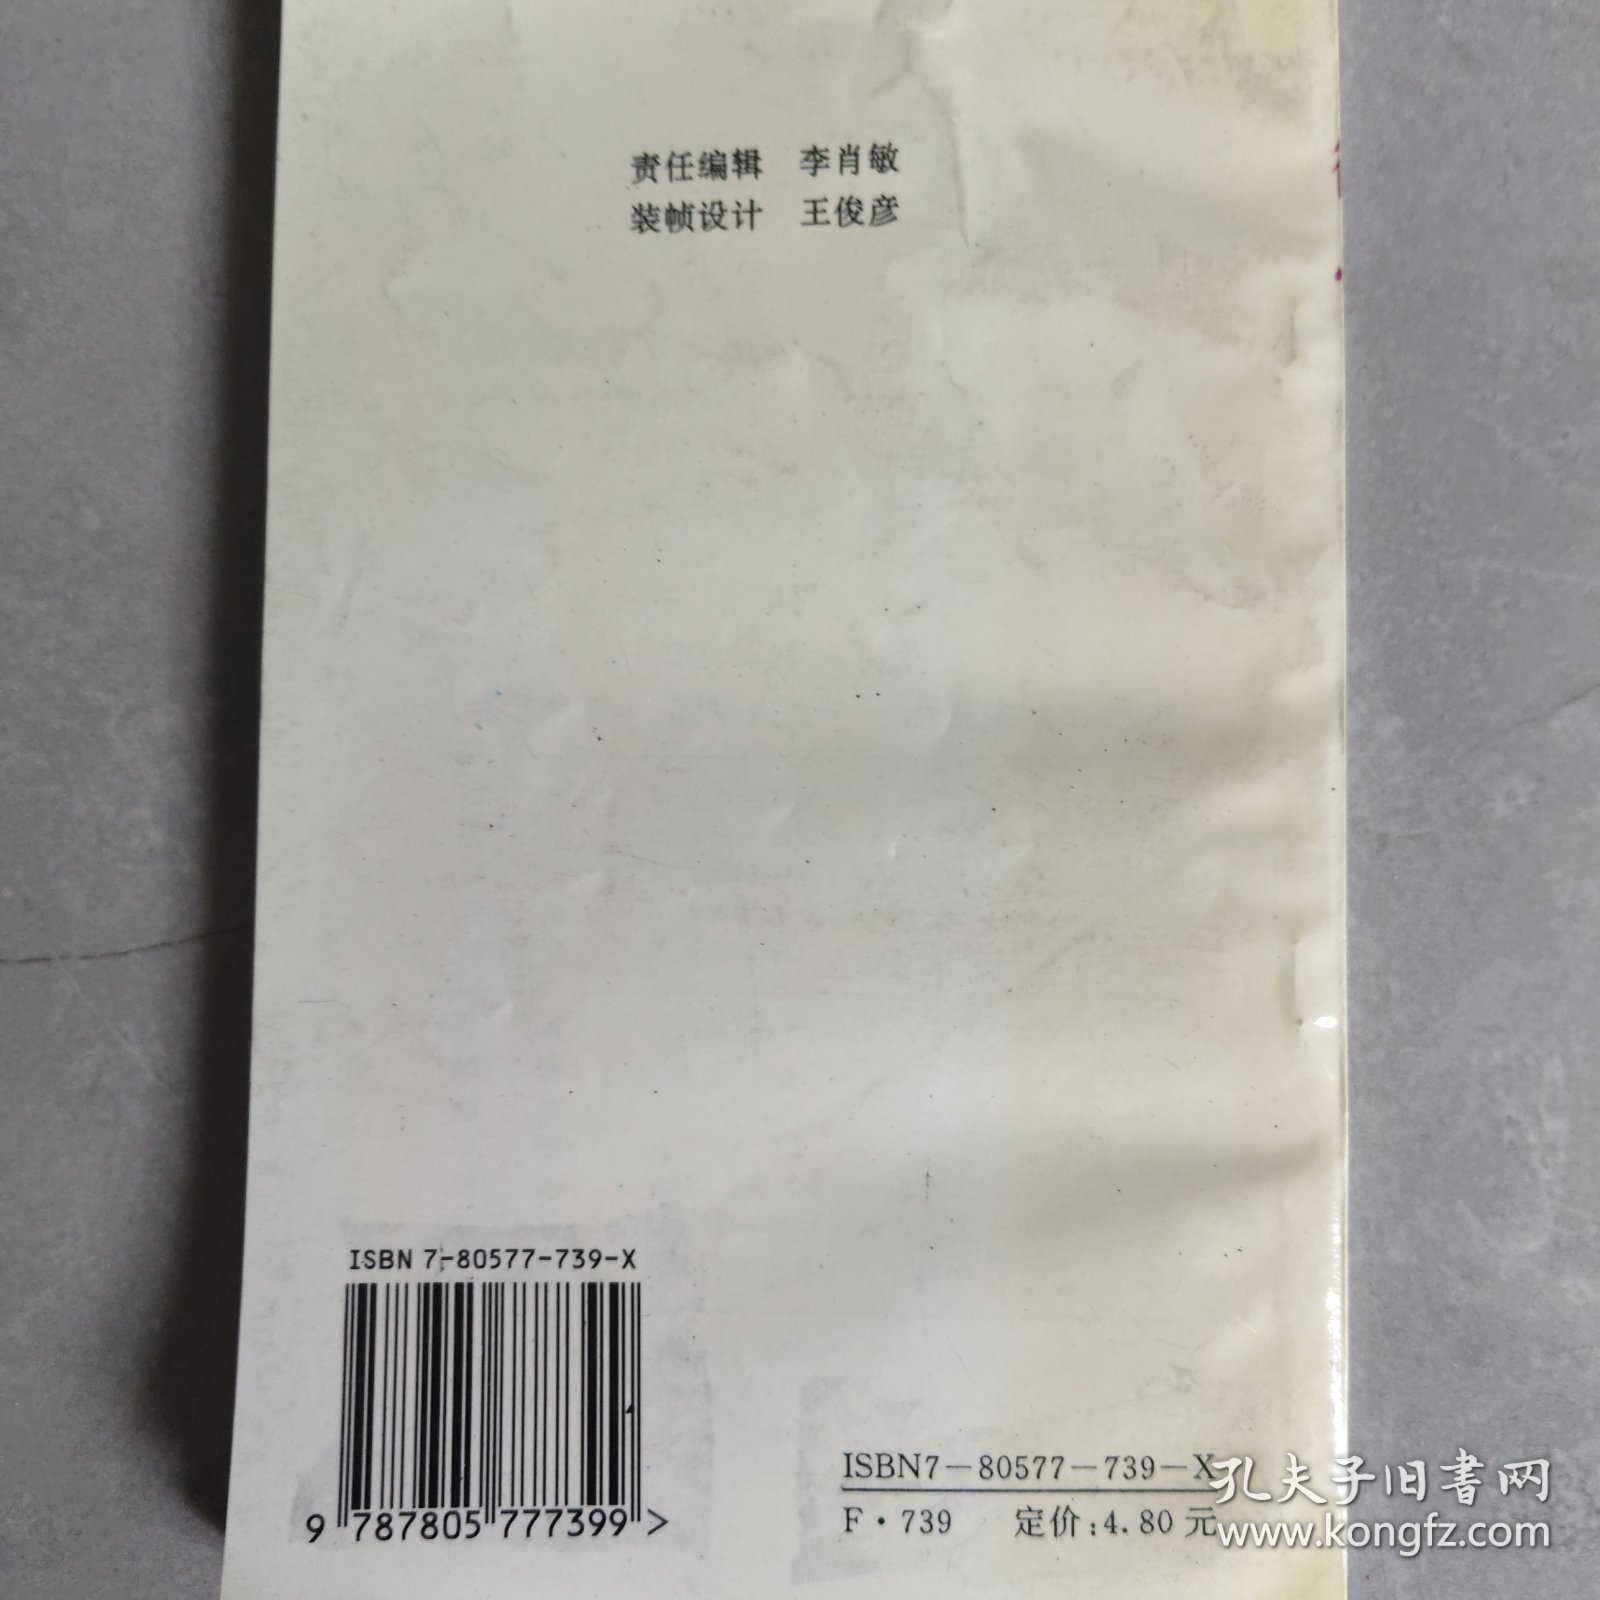 责任编辑 李肖敏
装帧设计 王俊彦
ISBN 7-80577-739-X
9 787805 777399 >
ISBN7-80577-739-X
F·739 定价:4.80元
孔夫子旧书网
www.kongfz.com